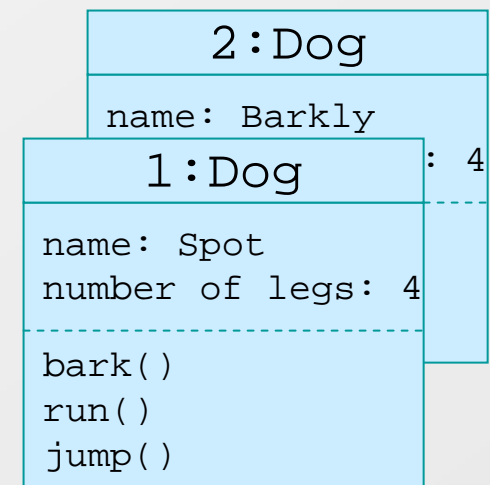 2:Dog
name: Barkly
: 4
1:Dog
name: Spot
number of legs: 4
bark()
run()
jump()